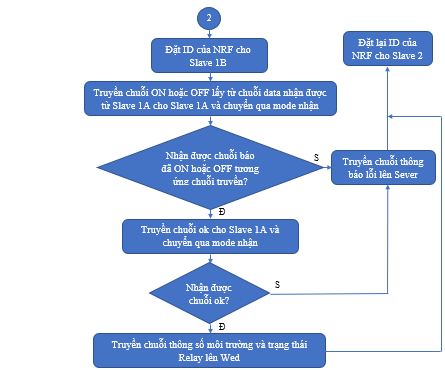 2
Đặt ID của NRF cho
Slave 1B
Đặt lại ID của
NRF cho Slave 2
Truyền chuỗi ON hoặc OFF lấy từ chuỗi data nhận được
từ Slave 1A cho Slave 1A và chuyển qua mode nhận
Nhận được chuỗi báo
đã ON hoặc OFF tương
ứng chuỗi truyền?
S
Truyền chuỗi thông
báo lỗi lên Sever
Đ
Truyền chuỗi ok cho Slave 1A và
chuyển qua mode nhận
Nhận được
chuỗi ok?
S
Đ
Truyền chuỗi thông số môi trường và trạng thái
Relay lên Wed